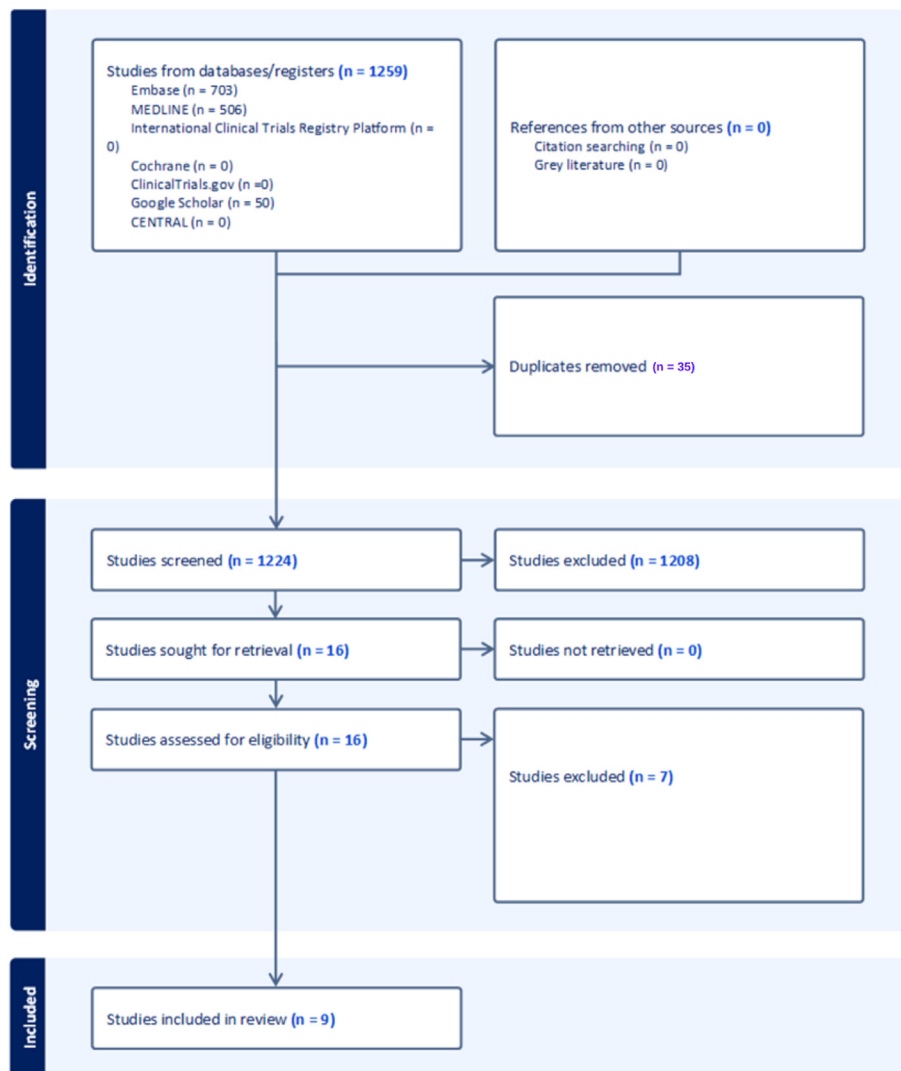 Identification
Studies from databases/registers (n = 1259)
Embase (n = 703)
MEDLINE (n = 506)
International Clinical Trials Registry Platform (n =
0)
Cochrane (n = 0)
ClinicalTrials.gov (n =0)
Google Scholar (n = 50)
CENTRAL (n = 0)
References from other sources (n = 0)
Citation searching (n = 0)
Grey literature (n = 0)
Duplicates removed (n = 35)
Screening
Studies screened (n = 1224)
Studies excluded (n = 1208)
Studies sought for retrieval (n = 16)
Studies not retrieved (n = 0)
Studies assessed for eligibility (n = 16)
Studies excluded (n = 7)
Included
Studies included in review (n = 9)